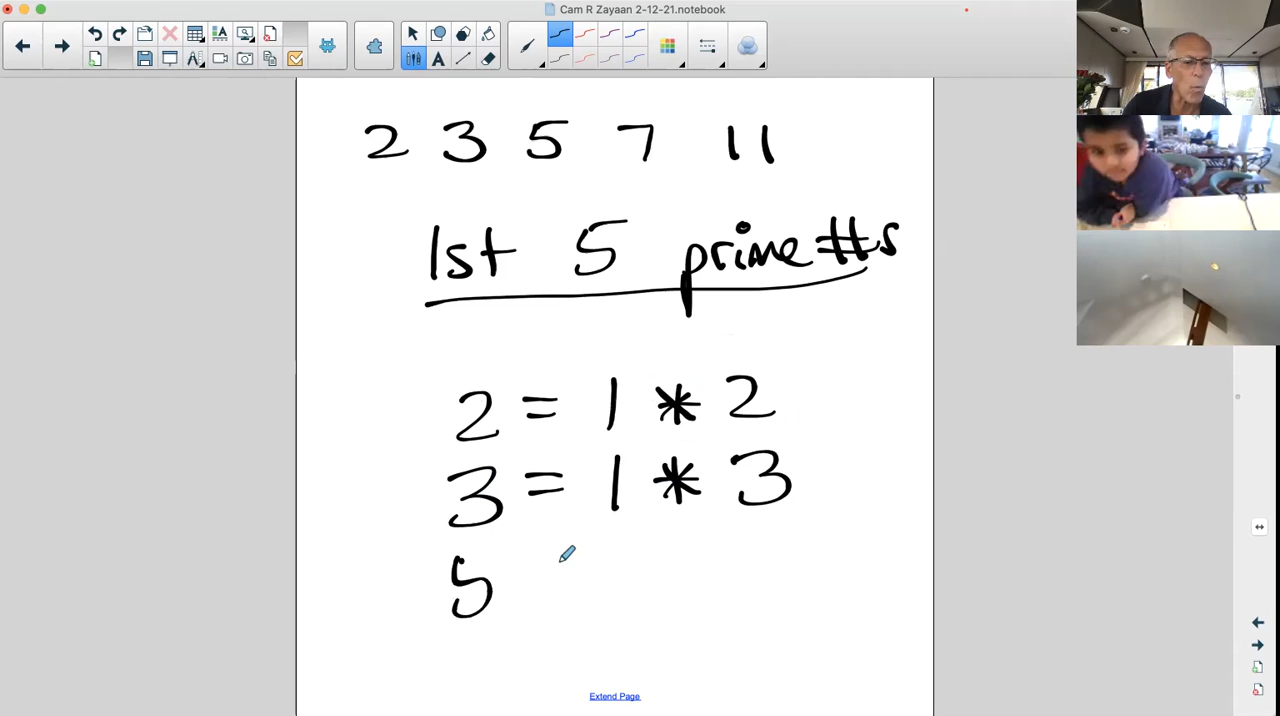 Cam R Zayaan 2-12-21.notebook
2 3 5 7 11
1st 5 prime #s
2 = 1 * 2
3 = 1 * 3
5
Extend Page